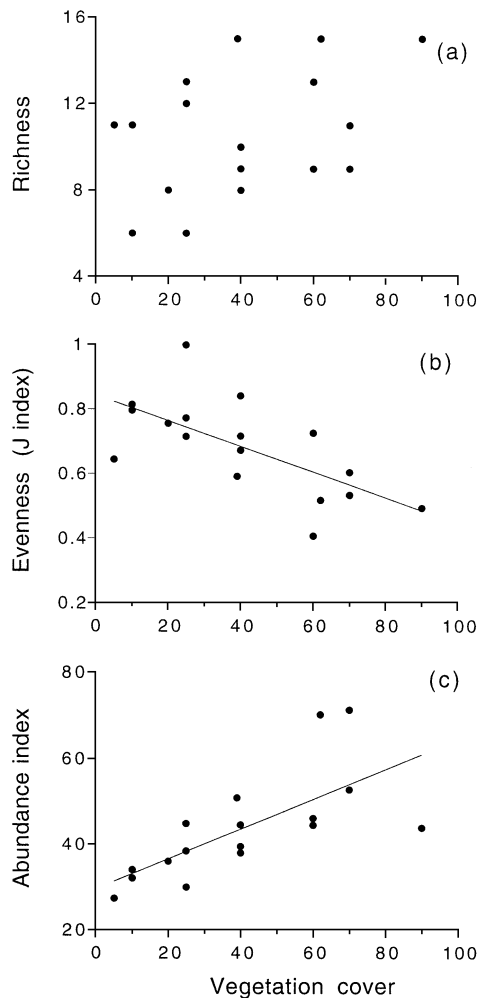 16
(a)
12
Richness
8
4
0 20 40 60 80 100
1
(b)
0.8
Evenness (J index)
0.6
0.4
0.2
0 20 40 60 80 100
80
(c)
60
Abundance index
40
20
0 20 40 60 80 100
Vegetation cover